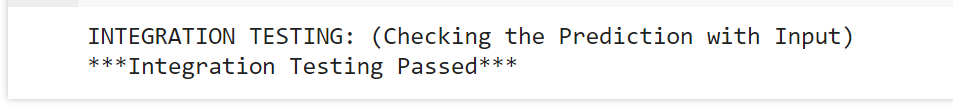 INTEGRATION TESTING: (Checking the Prediction with Input)
***Integration Testing Passed***